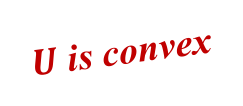 U is convex